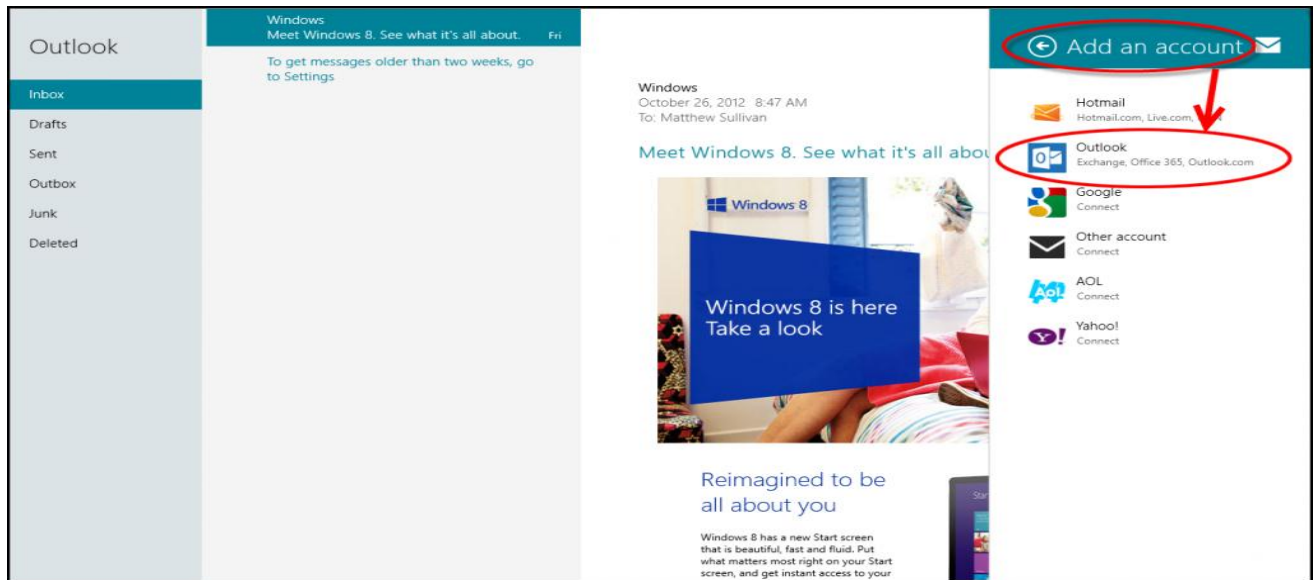 Outlook
Inbox
Drafts
Sent
Outbox
Junk
Deleted
Windows
Meet Windows 8. See what it's all about. Fri
To get messages older than two weeks, go
to Settings
Windows
October 26, 2012 8:47 AM
To: Matthew Sullivan
Meet Windows 8. See what it's all abou
Windows 8
Windows 8 is here
Take a look
Reimagined to be
all about you
Star
Windows 8 has a new Start screen
that is beautiful, fast and fluid. Put
what matters most right on your Start
screen, and get instant access to your
Add an account
Hotmail
Hotmail.com, Live.com,
Outlook
Exchange, Office 365, Outlook.com
Google
Connect
Other account
Connect
AOL
Connect
Aol.
Yahoo!
Connect